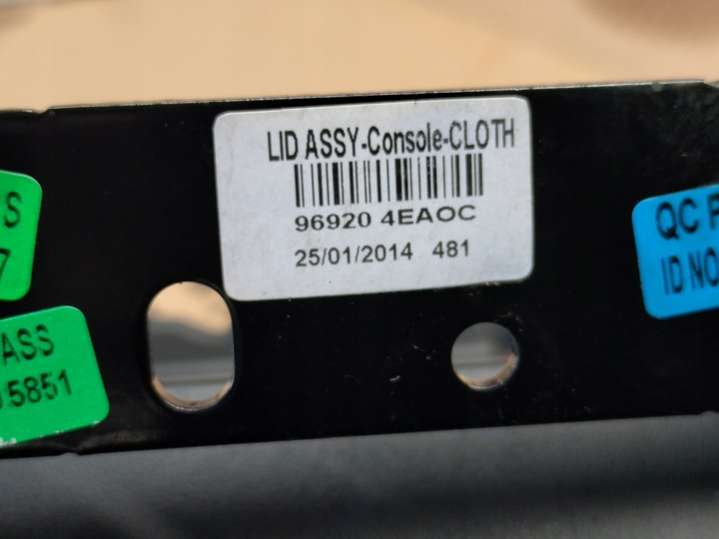 LID ASSY-Console-CLOTH
96920 4EAOC
25/01/2014 481
S
7
ASS
5851
QC
ID NO